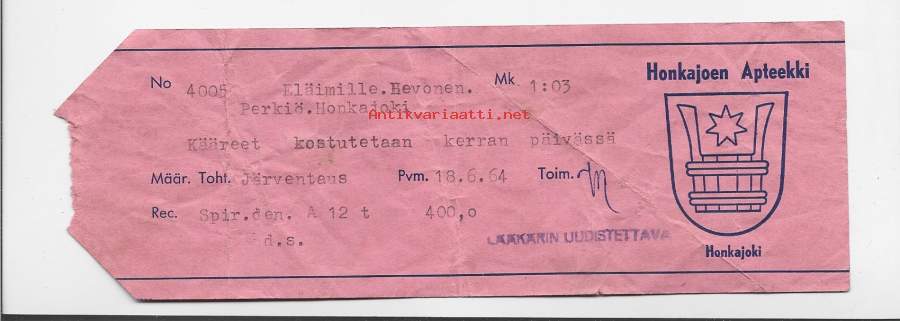 Honkajoen Apteekki
No 4005 Eläimille.Hevonen. Mk 1:03
Perkiö.Honkajoki
Antikvariaatti.net
Kääreet kostutetaan kerran päivässä
Määr. Toht. Järventaus Pvm. 18.6.64 Toim.
Rec. Spir.den. A 12 t 400,o
d.s.
LÄÄKÄRIN UUDISTETTAVA
Honkajoki